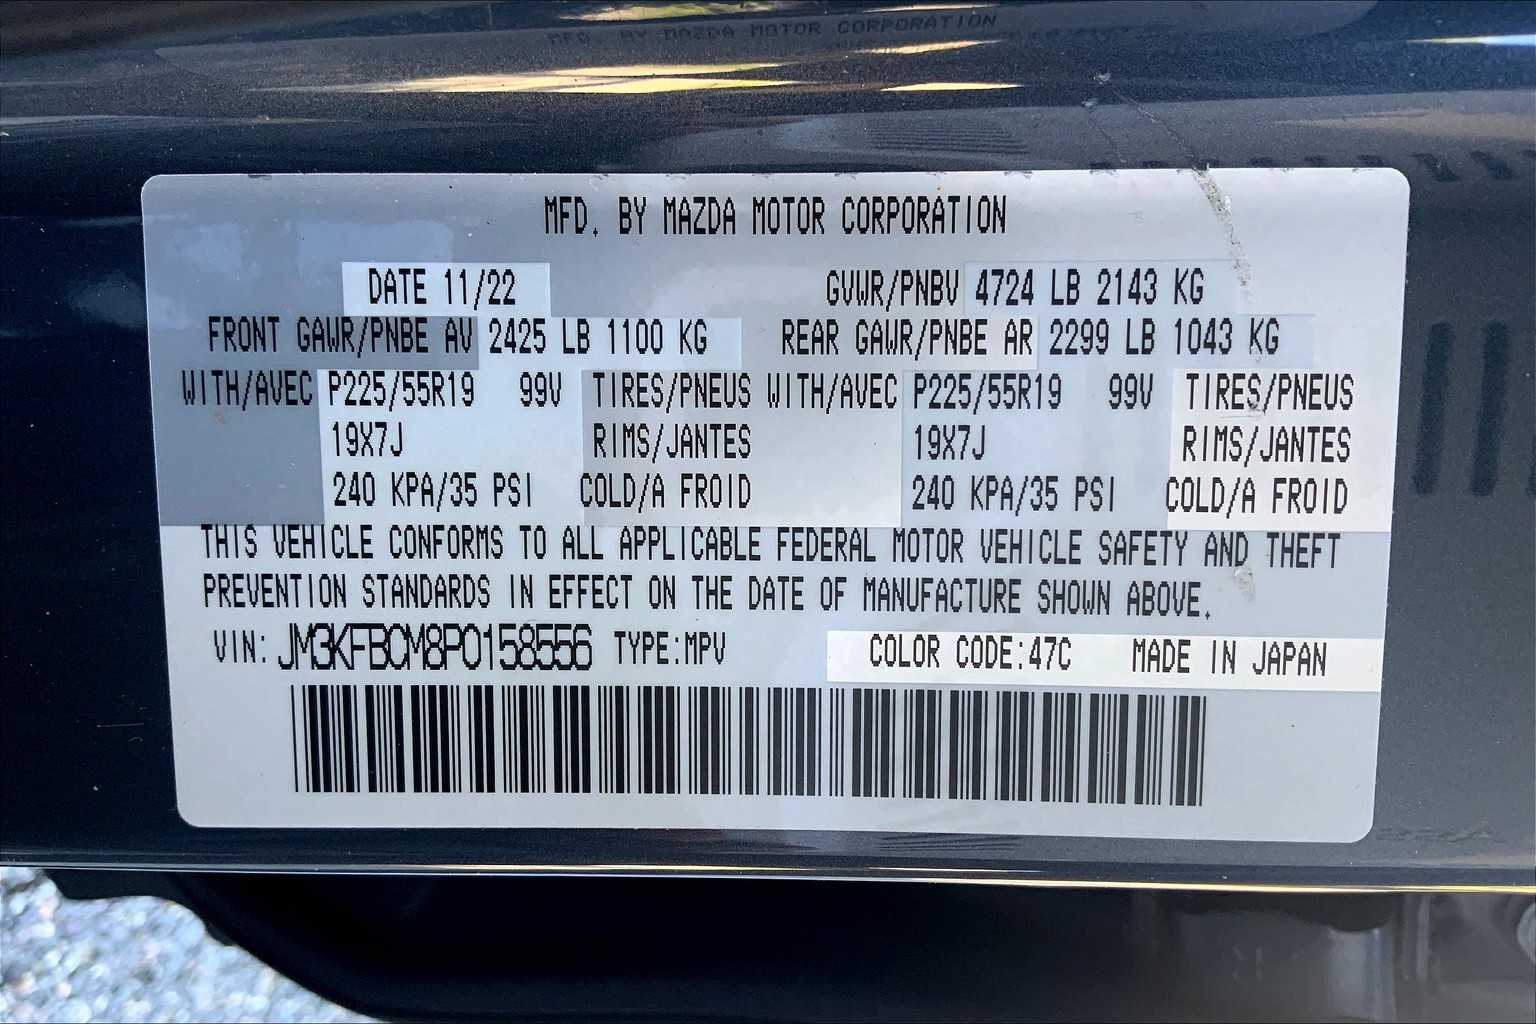 MFD. BY MAZDA MOTOR CORPORATION
DATE 11/22 GVWR/PNBV 4724 LB 2143 KG
FRONT GAWR/PNBE AV 2425 LB 1100 KG REAR GAWR/PNBE AR 2299 LB 1043 KG
WITH/AVEC P225/55R19 99V TIRES/PNEUS WITH/AVEC P225/55R19 99V TIRES/PNEUS
19X7J RIMS/JANTES 19X7J RIMS/JANTES
240 KPA/35 PSI COLD/A FROID 240 KPA/35 PSI COLD/A FROID
THIS VEHICLE CONFORMS TO ALL APPLICABLE FEDERAL MOTOR VEHICLE SAFETY AND THEFT
PREVENTION STANDARDS IN EFFECT ON THE DATE OF MANUFACTURE SHOWN ABOVE.
VIN: JM3KFBCM8P0158556 TYPE:MPV COLOR CODE:47C MADE IN JAPAN